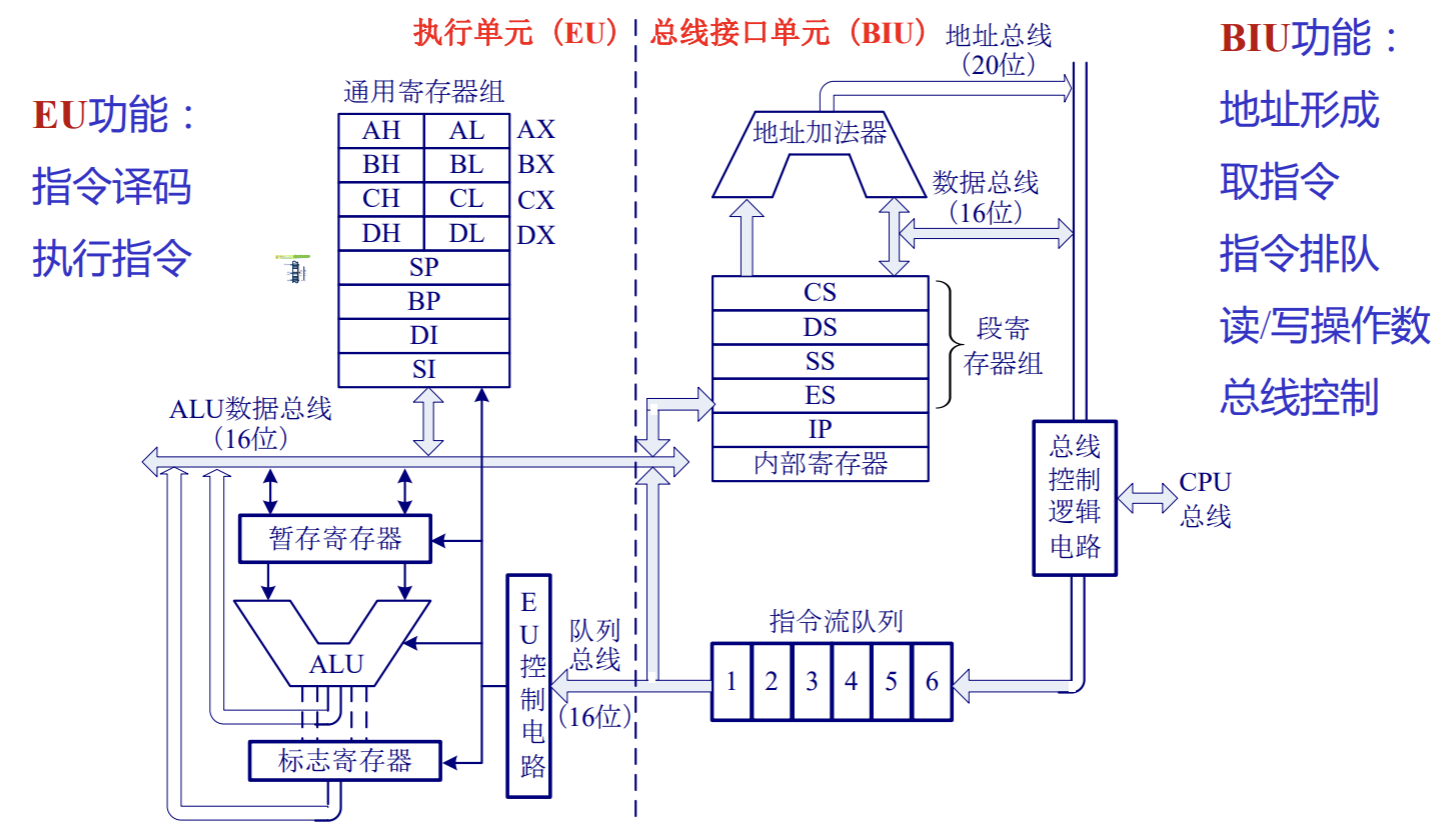 执行单元（EU）
总线接口单元（BIU）
EU功能：
指令译码
执行指令
通用寄存器组
AH AL AX
BH BL BX
CH CL CX
DH DL DX
SP
BP
DI
SI
ALU数据总线
（16位）
暂存寄存器
ALU
标志寄存器
EU控制电路
队列
总线
（16位）
地址总线
（20位）
地址加法器
数据总线
（16位）
CS
DS
SS
ES
IP
内部寄存器
段寄
存器组
指令流队列
1 2 3 4 5 6
总线
控制
逻辑
电路
CPU
总线
BIU功能：
地址形成
取指令
指令排队
读/写操作数
总线控制